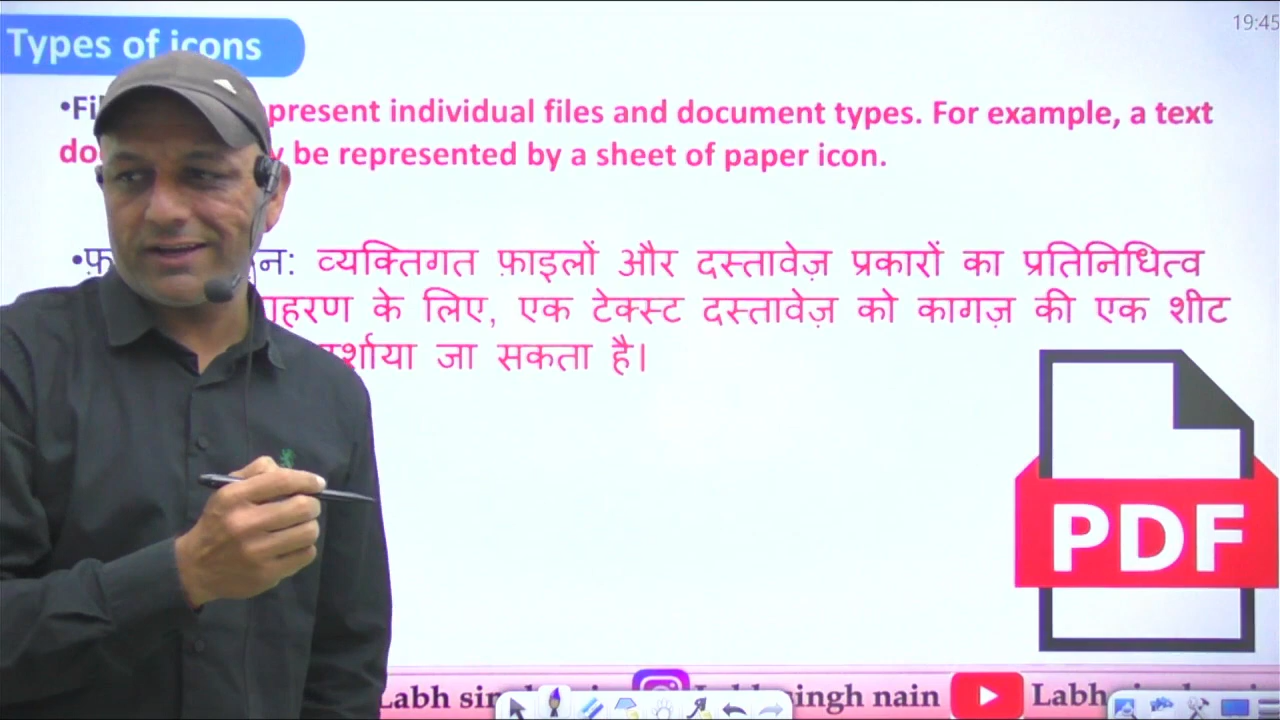 19:45
Types of icons
•Fi present individual files and document types. For example, a text
do y be represented by a sheet of paper icon.
•फ़ न: व्यक्तिगत फ़ाइलों और दस्तावेज़ प्रकारों का प्रतिनिधित्व
ाहरण के लिए, एक टेक्स्ट दस्तावेज़ को कागज़ की एक शीट
र्शाया जा सकता है।
PDF
Labh singh nain Labh